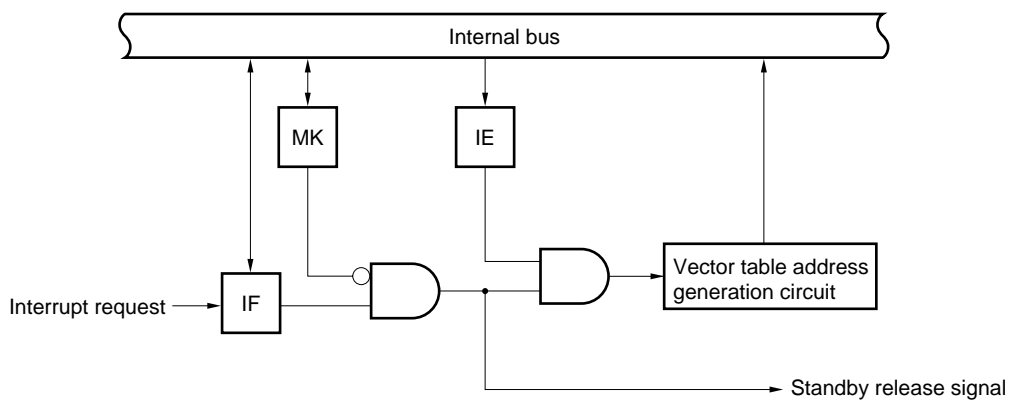 Internal bus
MK
IE
IF
Interrupt request
Vector table address
generation circuit
Standby release signal